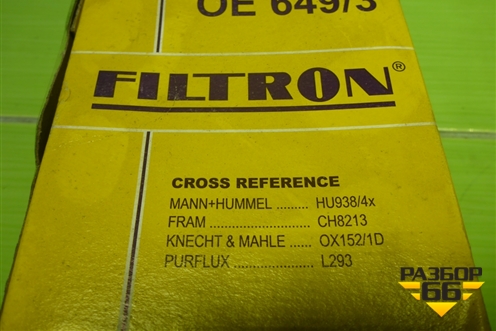 OE 649/3
FILTRON®
CROSS REFERENCE
MANN+HUMMEL ......... HU938/4x
FRAM ............................ CH8213
KNECHT & MAHLE ...... OX152/1D
PURFLUX ..................... L293
РАЗБОР
66